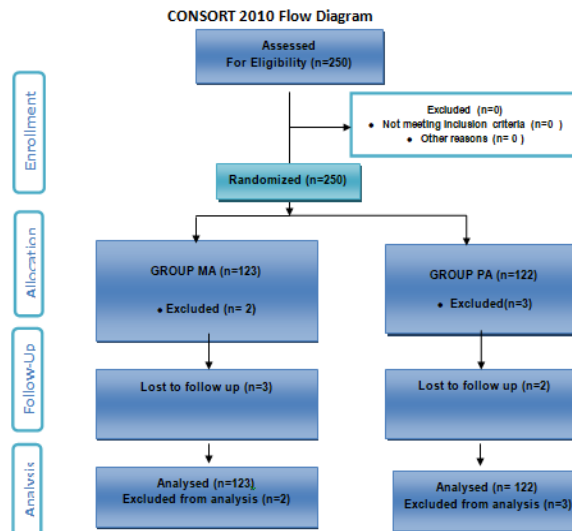 CONSORT 2010 Flow Diagram
Assessed
For Eligibility (n=250)
Enrollment
Excluded (n=0)
• Not meeting inclusion criteria (n=0 )
• Other reasons (n= 0 )
Randomized (n=250)
Allocation
GROUP MA (n=123)
• Excluded (n= 2)
GROUP PA (n=122)
• Excluded(n=3)
Follow-Up
Lost to follow up (n=3)
Lost to follow up (n=2)
Analysis
Analysed (n=123)
Excluded from analysis (n=2)
Analysed (n= 122)
Excluded from analysis (n=3)